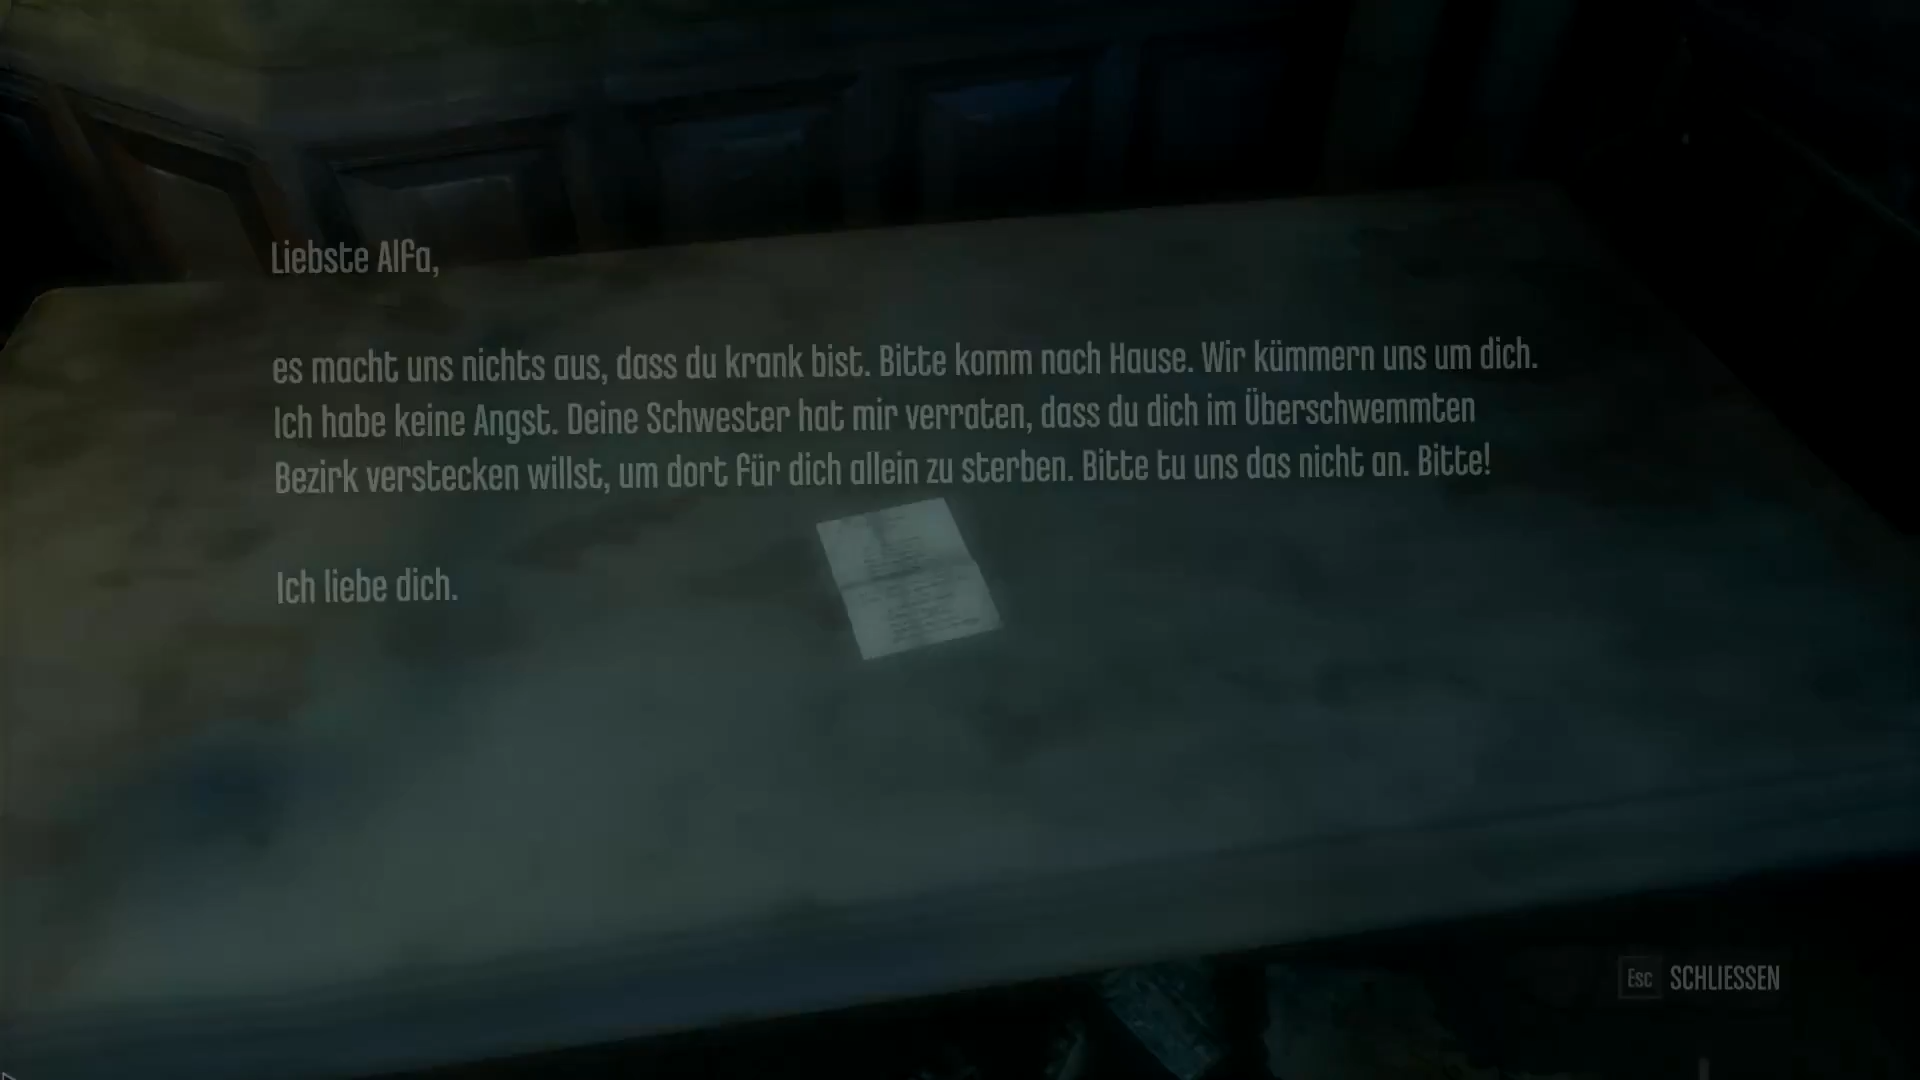 Liebste Alfa,
es macht uns nichts aus, dass du krank bist. Bitte komm nach Hause. Wir kümmern uns um dich.
Ich habe keine Angst. Deine Schwester hat mir verraten, dass du dich im Überschwemmten
Bezirk verstecken willst, um dort für dich allein zu sterben. Bitte tu uns das nicht an. Bitte!
Ich liebe dich.
Esc SCHLIESSEN